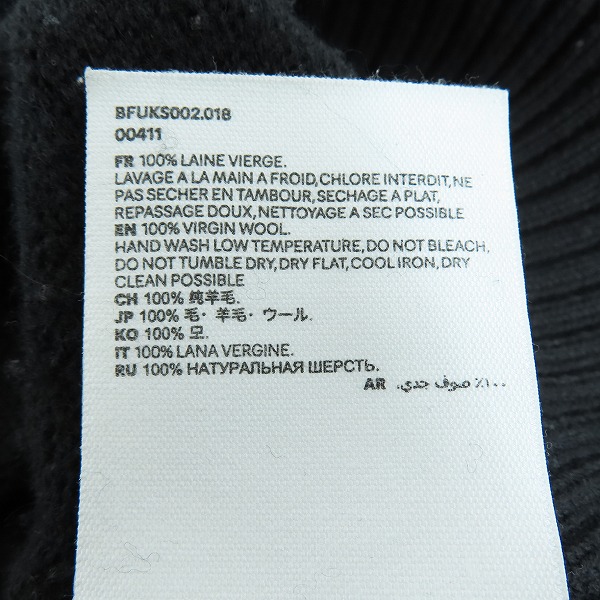 BFUKS002.018
00411
FR 100% LAINE VIERGE.
LAVAGE A LA MAIN A FROID,CHLORE INTERDIT,NE
PAS SECHER EN TAMBOUR,SECHAGE A PLAT,
REPASSAGE DOUX,NETTOYAGE A SEC POSSIBLE
EN 100% VIRGIN WOOL.
HAND WASH LOW TEMPERATURE,DO NOT BLEACH,
DO NOT TUMBLE DRY,DRY FLAT,COOL IRON,DRY
CLEAN POSSIBLE
CH 100% 纯羊毛.
JP 100% 毛・羊毛・ウール.
KO 100% 모.
IT 100% LANA VERGINE.
RU 100% НАТУРАЛЬНАЯ ШЕРСТЬ.
AR ١٠٠٪ صوف جدي.